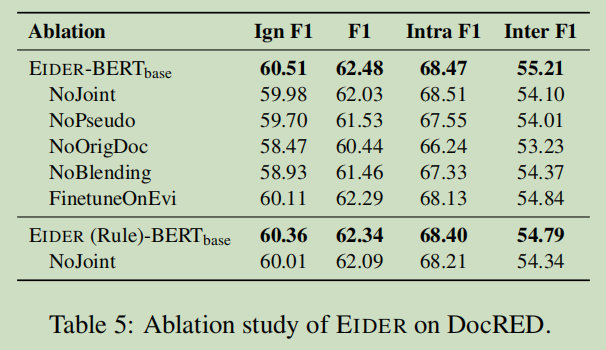 Ablation Ign F1 F1 Intra F1 Inter F1
EIDER-BERTbase 60.51 62.48 68.47 55.21
NoJoint 59.98 62.03 68.51 54.10
NoPseudo 59.70 61.53 67.55 54.01
NoOrigDoc 58.47 60.44 66.24 53.23
NoBlending 58.93 61.46 67.33 54.37
FinetuneOnEvi 60.11 62.29 68.13 54.84
EIDER (Rule)-BERTbase 60.36 62.34 68.40 54.79
NoJoint 60.01 62.09 68.21 54.34
Table 5: Ablation study of EIDER on DocRED.